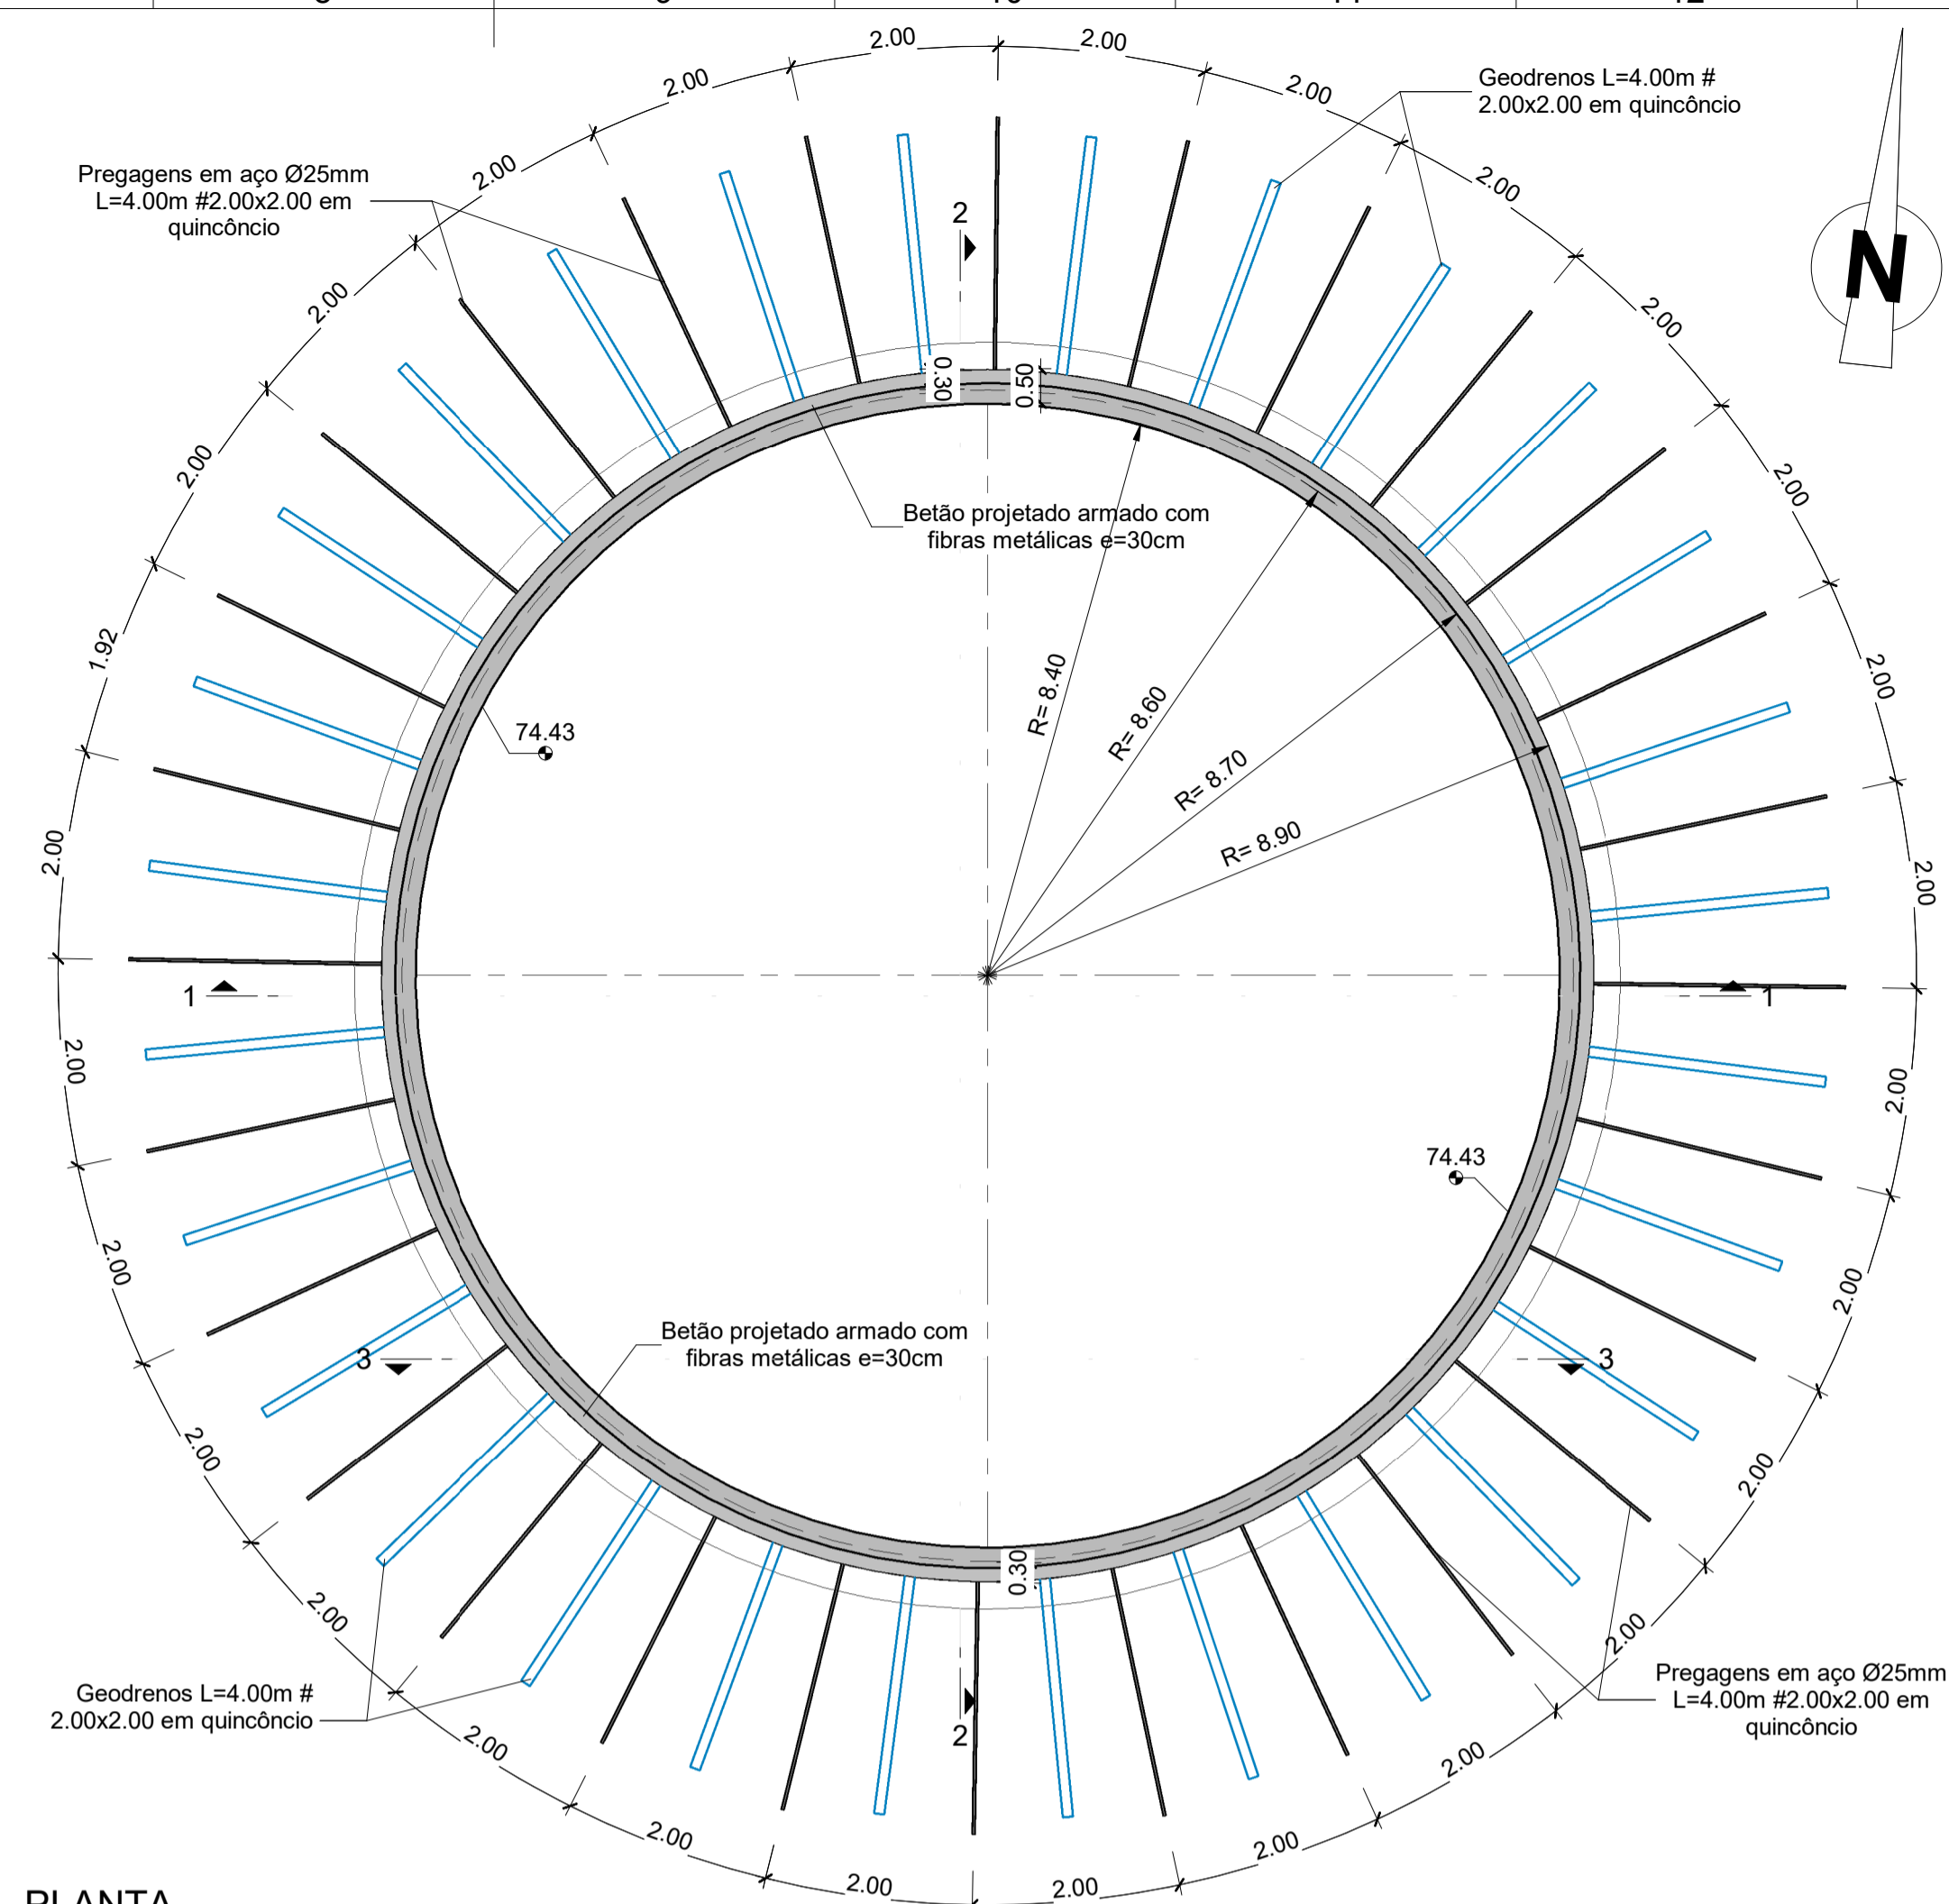 2.00
2.00
2.00
2.00
Geodrenos L=4.00m #
2.00x2.00 em quincôncio
Pregagens em aço Ø25mm
L=4.00m #2.00x2.00 em
quincôncio
2.00
2.00
N
2
2.00
2.00
0.30
0.50
2.00
2.00
Betão projetado armado com
fibras metálicas e=30cm
1.92
2.00
R= 8.40
R= 8.60
R= 8.70
R= 8.90
74.43
2.00
2.00
1
1
2.00
2.00
74.43
2.00
2.00
Betão projetado armado com
fibras metálicas e=30cm
3
3
2.00
2.00
0.30
2.00
2.00
Geodrenos L=4.00m #
2.00x2.00 em quincôncio
Pregagens em aço Ø25mm
L=4.00m #2.00x2.00 em
quincôncio
2
2.00
2.00
2.00
2.00
2.00
2.00
PLANTA